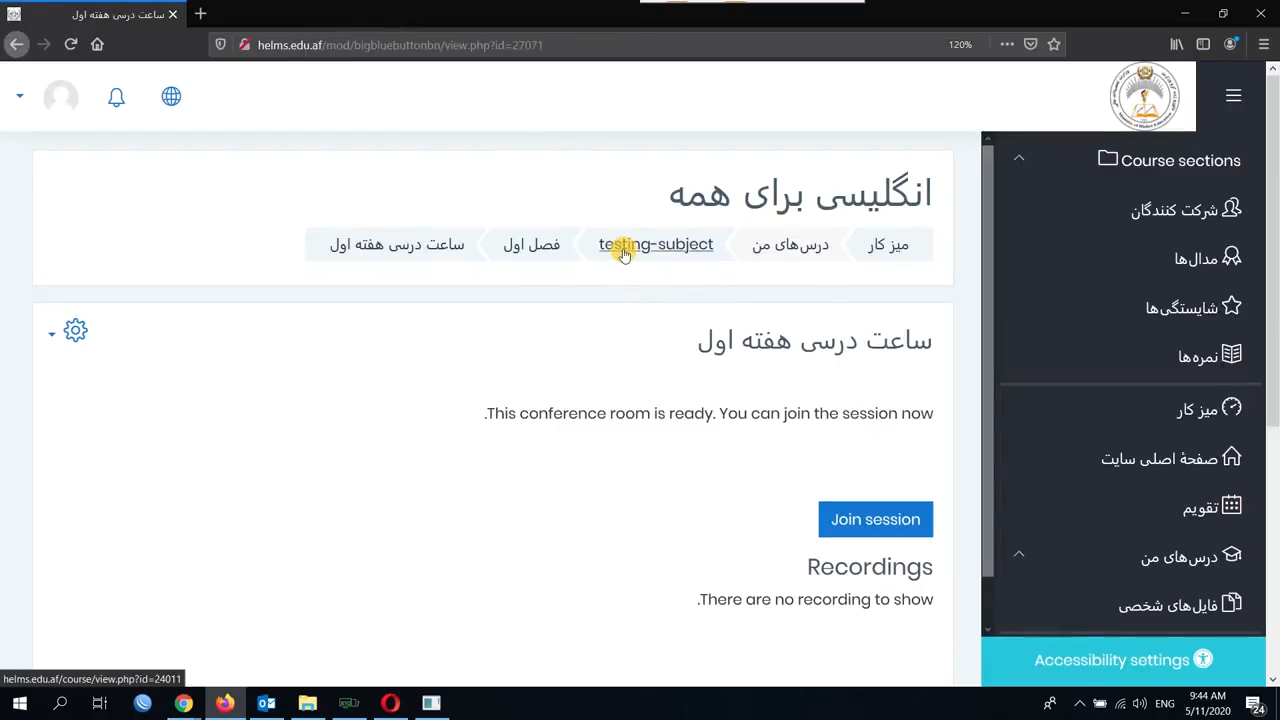 ساعت درسی هفته اول
helms.edu.af/mod/bigbluebuttonbn/view.php?id=27071
120%
انگلیسی برای همه
میز کار
درس‌های من
testing-subject
فصل اول
ساعت درسی هفته اول
ساعت درسی هفته اول
.This conference room is ready. You can join the session now
Join session
Recordings
.There are no recording to show
Course sections
شرکت کنندگان
مدال‌ها
شایستگی‌ها
نمره‌ها
میز کار
صفحهٔ اصلی سایت
تقویم
درس‌های من
فایل‌های شخصی
Accessibility settings
helms.edu.af/course/view.php?id=24011
ENG
9:44 AM
5/11/2020
24